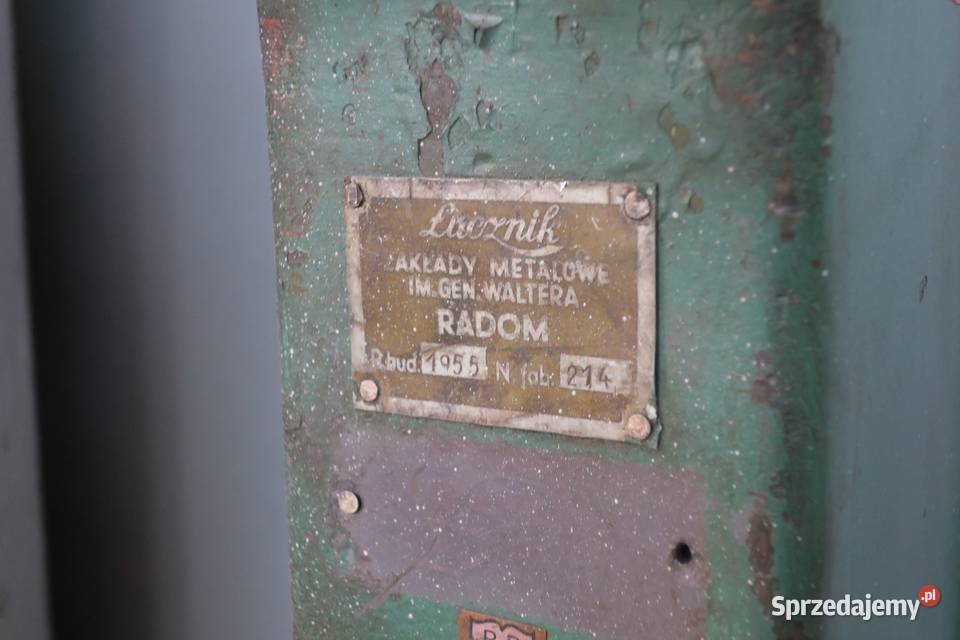 Łucznik
ZAKŁADY METALOWE
IM.GEN.WALTERA
RADOM
R.bud. 1955 N fab: 214
Sprzedajemy.pl